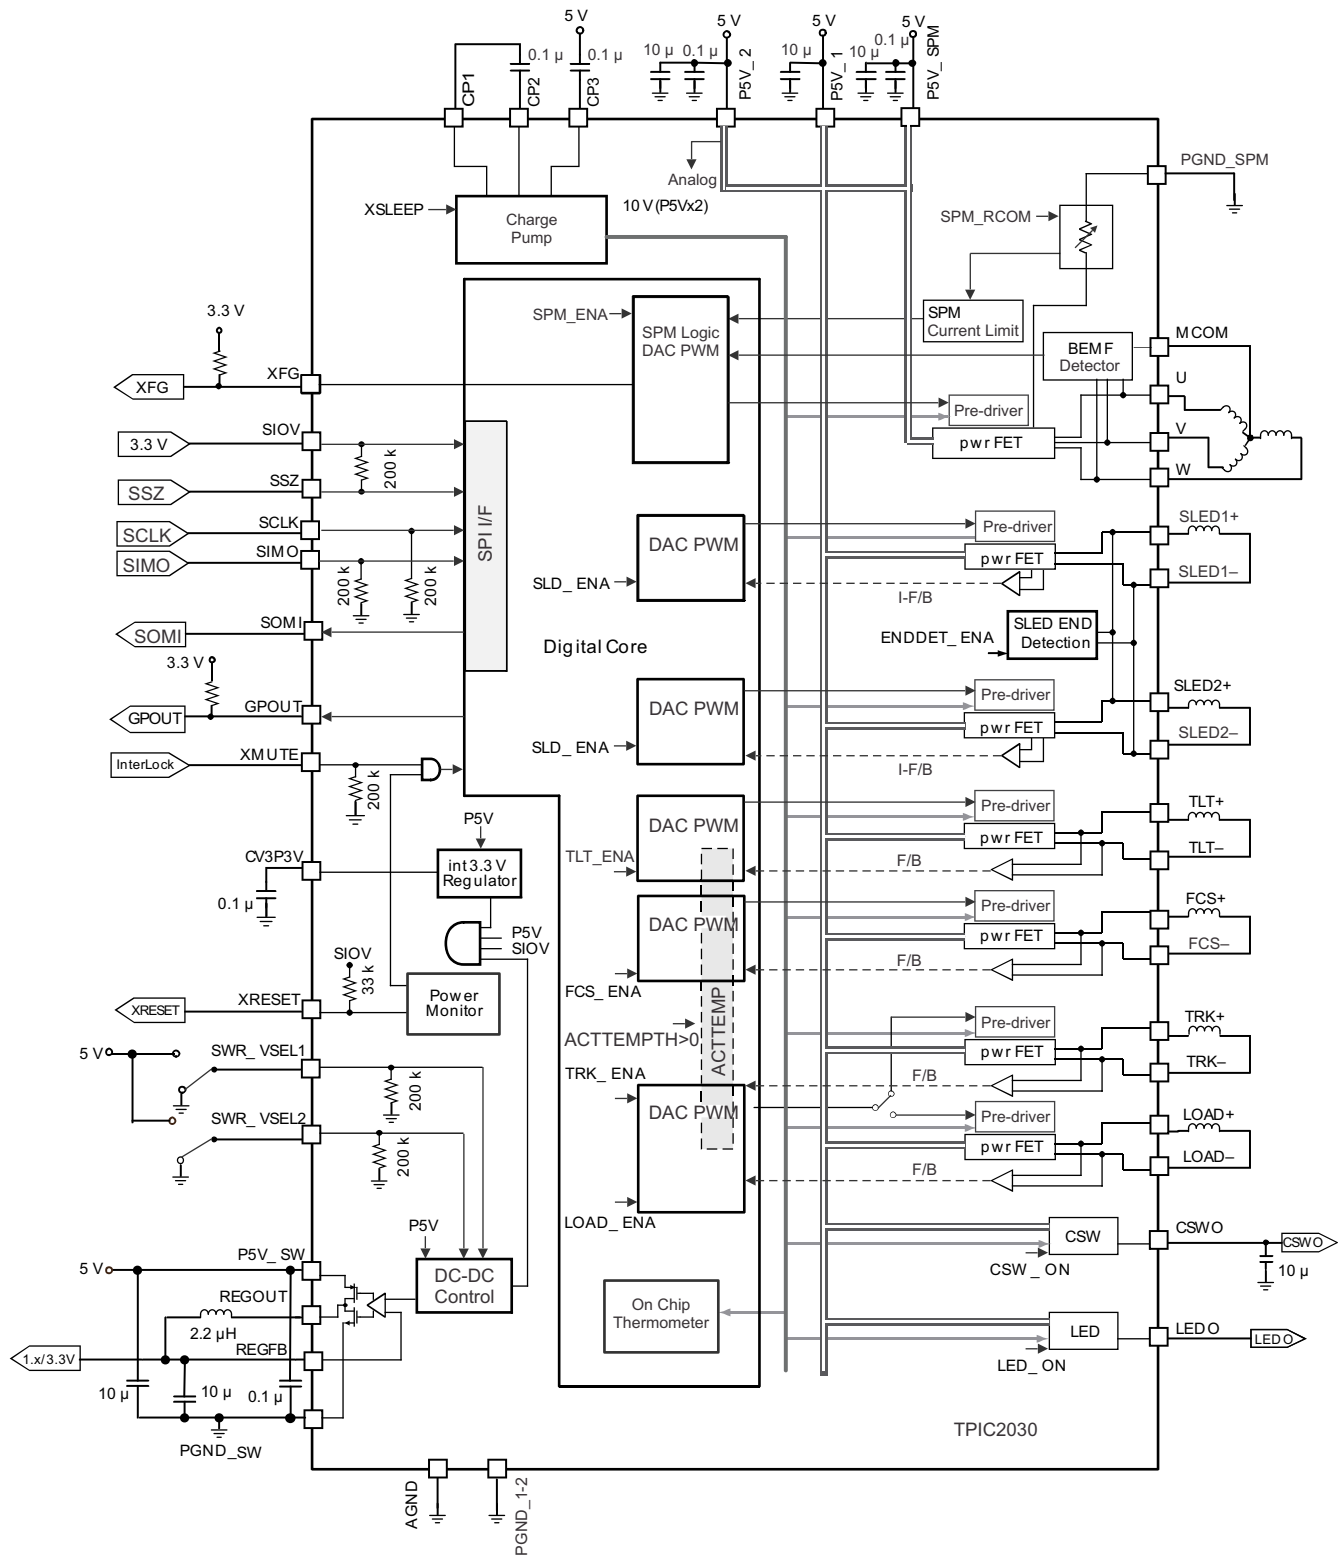 5 V
5 V
5 V
5 V
0.1 µ
0.1 µ
10 µ
0.1 µ
10 µ
10 µ
0.1 µ
CP1
CP2
CP3
P5V_2
P5V_1
P5V_SPM
PGND_SPM
Analog
XSLEEP
10 V (P5Vx2)
Charge
Pump
SPM_RCOM
3.3 V
SPM_ENA
SPM Logic
DAC PWM
SPM
Current Limit
MCOM
BEMF
Detector
XFG
XFG
U
Pre-driver
pwr FET
V
W
3.3 V
SIOV
200 k
SSZ
SSZ
SCLK
SCLK
SIMO
SIMO
200 k
200 k
SPI I/F
SOMI
SOMI
DAC PWM
SLD_ENA
Pre-driver
pwr FET
I-F/B
SLED1+
SLED1–
Digital Core
ENDDET_ENA
SLED END
Detection
3.3 V
GPOUT
GPOUT
DAC PWM
SLD_ENA
Pre-driver
pwr FET
I-F/B
SLED2+
SLED2–
InterLock
XMUTE
200 k
DAC PWM
TLT_ENA
Pre-driver
pwr FET
F/B
TLT+
TLT–
P5V
CV3P3V
int 3.3 V
Regulator
0.1 µ
DAC PWM
FCS_ENA
Pre-driver
pwr FET
F/B
FCS+
FCS–
P5V
SIOV
SIOV
33 k
XRESET
XRESET
Power
Monitor
ACTTEMPTH>0
ACTTEMP
Pre-driver
pwr FET
F/B
TRK+
TRK–
5 V
SWR_VSEL1
200 k
TRK_ENA
DAC PWM
LOAD_ENA
Pre-driver
pwr FET
F/B
LOAD+
LOAD–
SWR_VSEL2
200 k
P5V
CSW
CSW_ON
CSWO
CSWO
10 µ
5 V
P5V_SW
DC-DC
Control
REGOUT
2.2 µH
On Chip
Thermometer
LED
LED_ON
LEDO
LEDO
1.x/3.3V
REGFB
10 µ
10 µ
0.1 µ
PGND_SW
TPIC2030
AGND
PGND_1-2